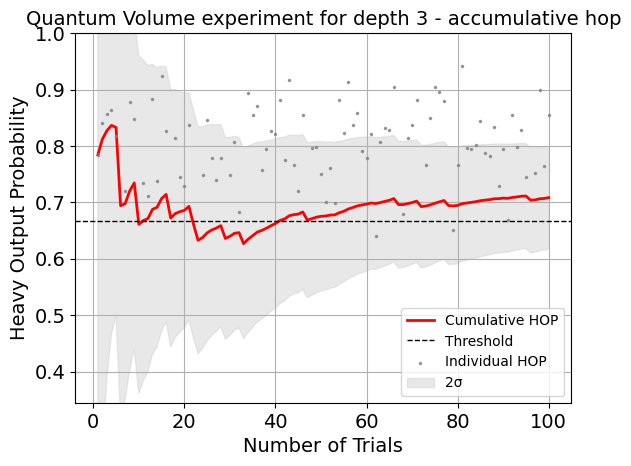 Quantum Volume experiment for depth 3 - accumulative hop
Heavy Output Probability
1.0
0.9
0.8
0.7
0.6
0.5
0.4
0
20
40
60
80
100
Number of Trials
Cumulative HOP
Threshold
Individual HOP
2σ